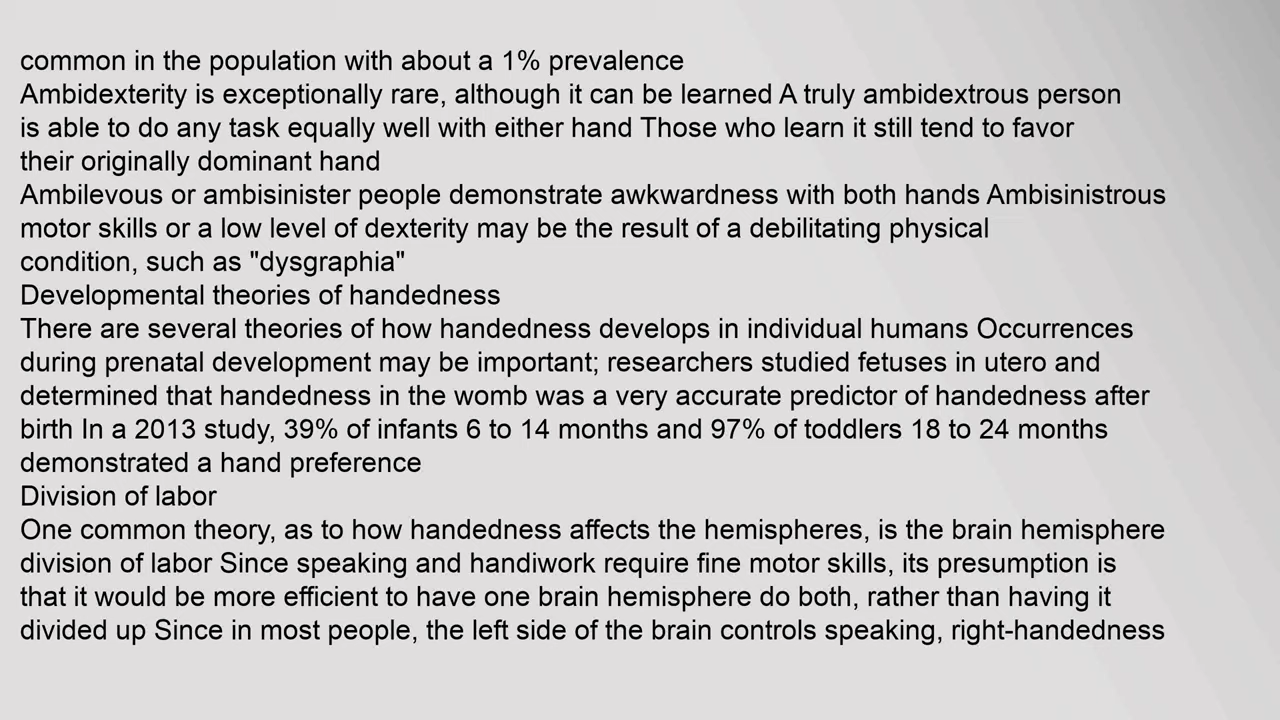 common in the population with about a 1% prevalence
Ambidexterity is exceptionally rare, although it can be learned A truly ambidextrous person
is able to do any task equally well with either hand Those who learn it still tend to favor
their originally dominant hand
Ambilevous or ambisinister people demonstrate awkwardness with both hands Ambisinistrous
motor skills or a low level of dexterity may be the result of a debilitating physical
condition, such as "dysgraphia"
Developmental theories of handedness
There are several theories of how handedness develops in individual humans Occurrences
during prenatal development may be important; researchers studied fetuses in utero and
determined that handedness in the womb was a very accurate predictor of handedness after
birth In a 2013 study, 39% of infants 6 to 14 months and 97% of toddlers 18 to 24 months
demonstrated a hand preference
Division of labor
One common theory, as to how handedness affects the hemispheres, is the brain hemisphere
division of labor Since speaking and handiwork require fine motor skills, its presumption is
that it would be more efficient to have one brain hemisphere do both, rather than having it
divided up Since in most people, the left side of the brain controls speaking, right-handedness